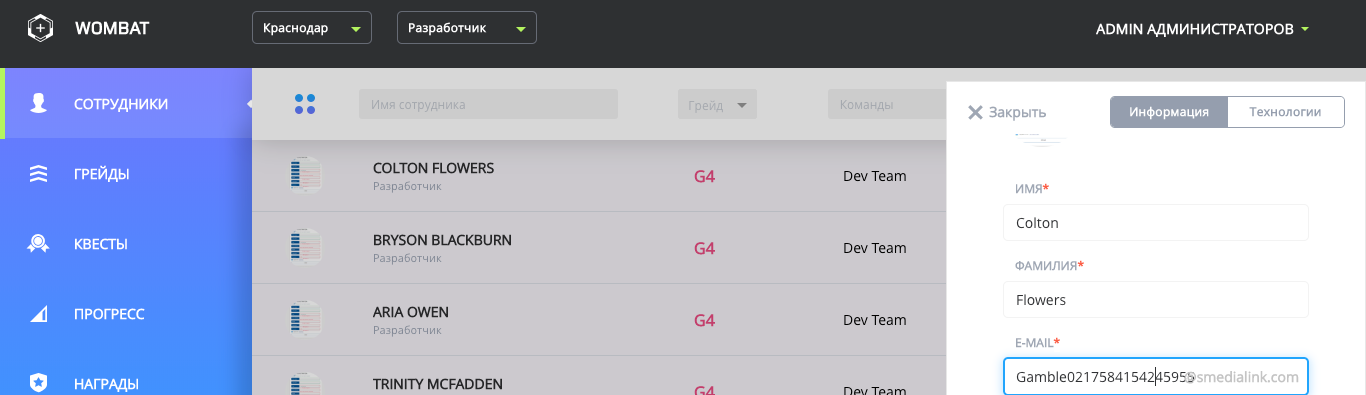 WOMBAT
Краснодар
Разработчик
ADMIN АДМИНИСТРАТОРОВ
СОТРУДНИКИ
ГРЕЙДЫ
КВЕСТЫ
ПРОГРЕСС
НАГРАДЫ
Имя сотрудника
Грейд
Команды
COLTON FLOWERS
Разработчик
G4
Dev Team
BRYSON BLACKBURN
Разработчик
G4
Dev Team
ARIA OWEN
Разработчик
G4
Dev Team
TRINITY MCFADDEN
Разработчик
G4
Dev Team
Закрыть
Информация
Технологии
ИМЯ*
Colton
ФАМИЛИЯ*
Flowers
E-MAIL*
@smedialink.com